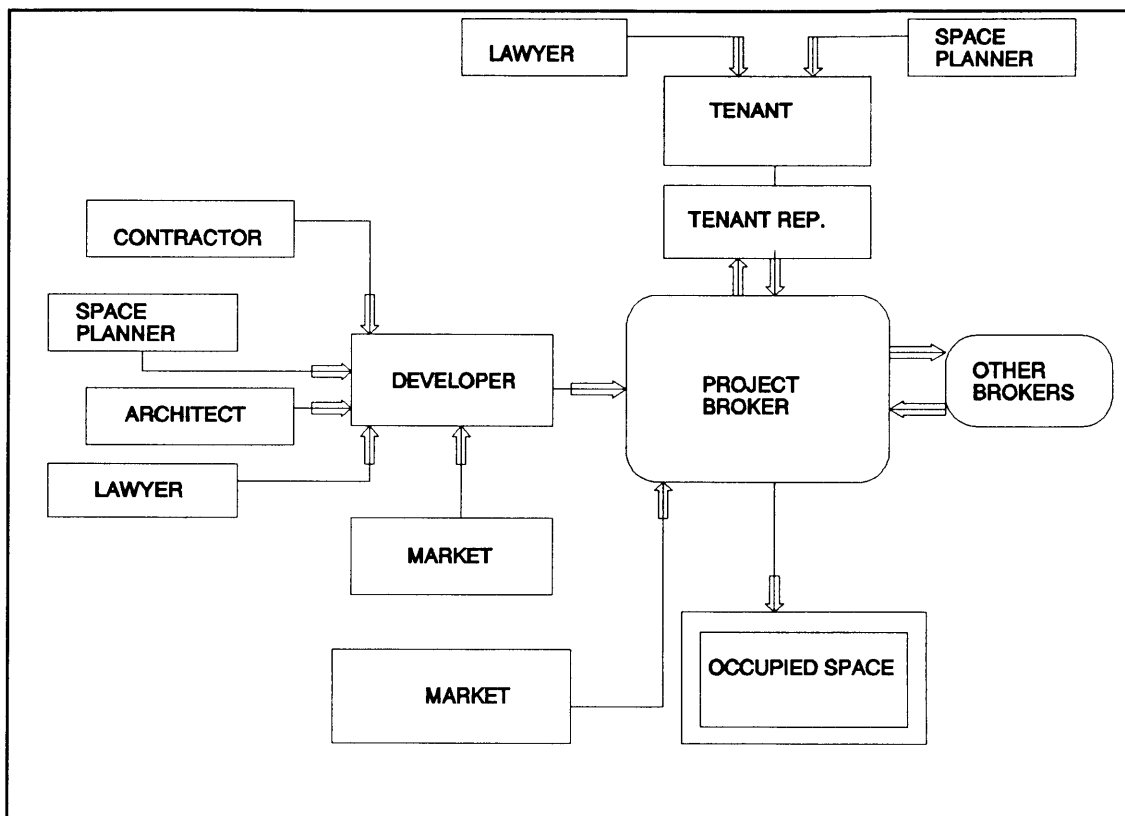 LAWYER
SPACE
PLANNER
TENANT
TENANT REP.
CONTRACTOR
SPACE
PLANNER
ARCHITECT
LAWYER
DEVELOPER
MARKET
PROJECT
BROKER
OTHER
BROKERS
MARKET
OCCUPIED SPACE